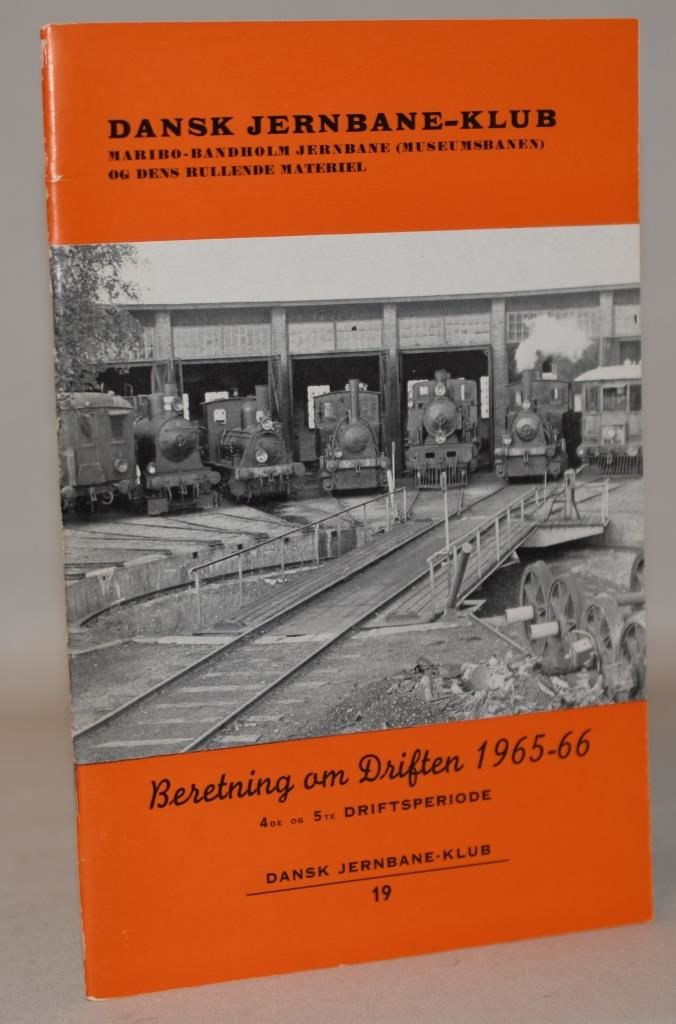 DANSK JERNBANE-KLUB
MARIBO-BANDHOLM JERNBANE (MUSEUMSBANEN)
OG DENS RULLENDE MATERIEL
Beretning om Driften 1965-66
4DE OG 5TE DRIFTSPERIODE
DANSK JERNBANE-KLUB
19